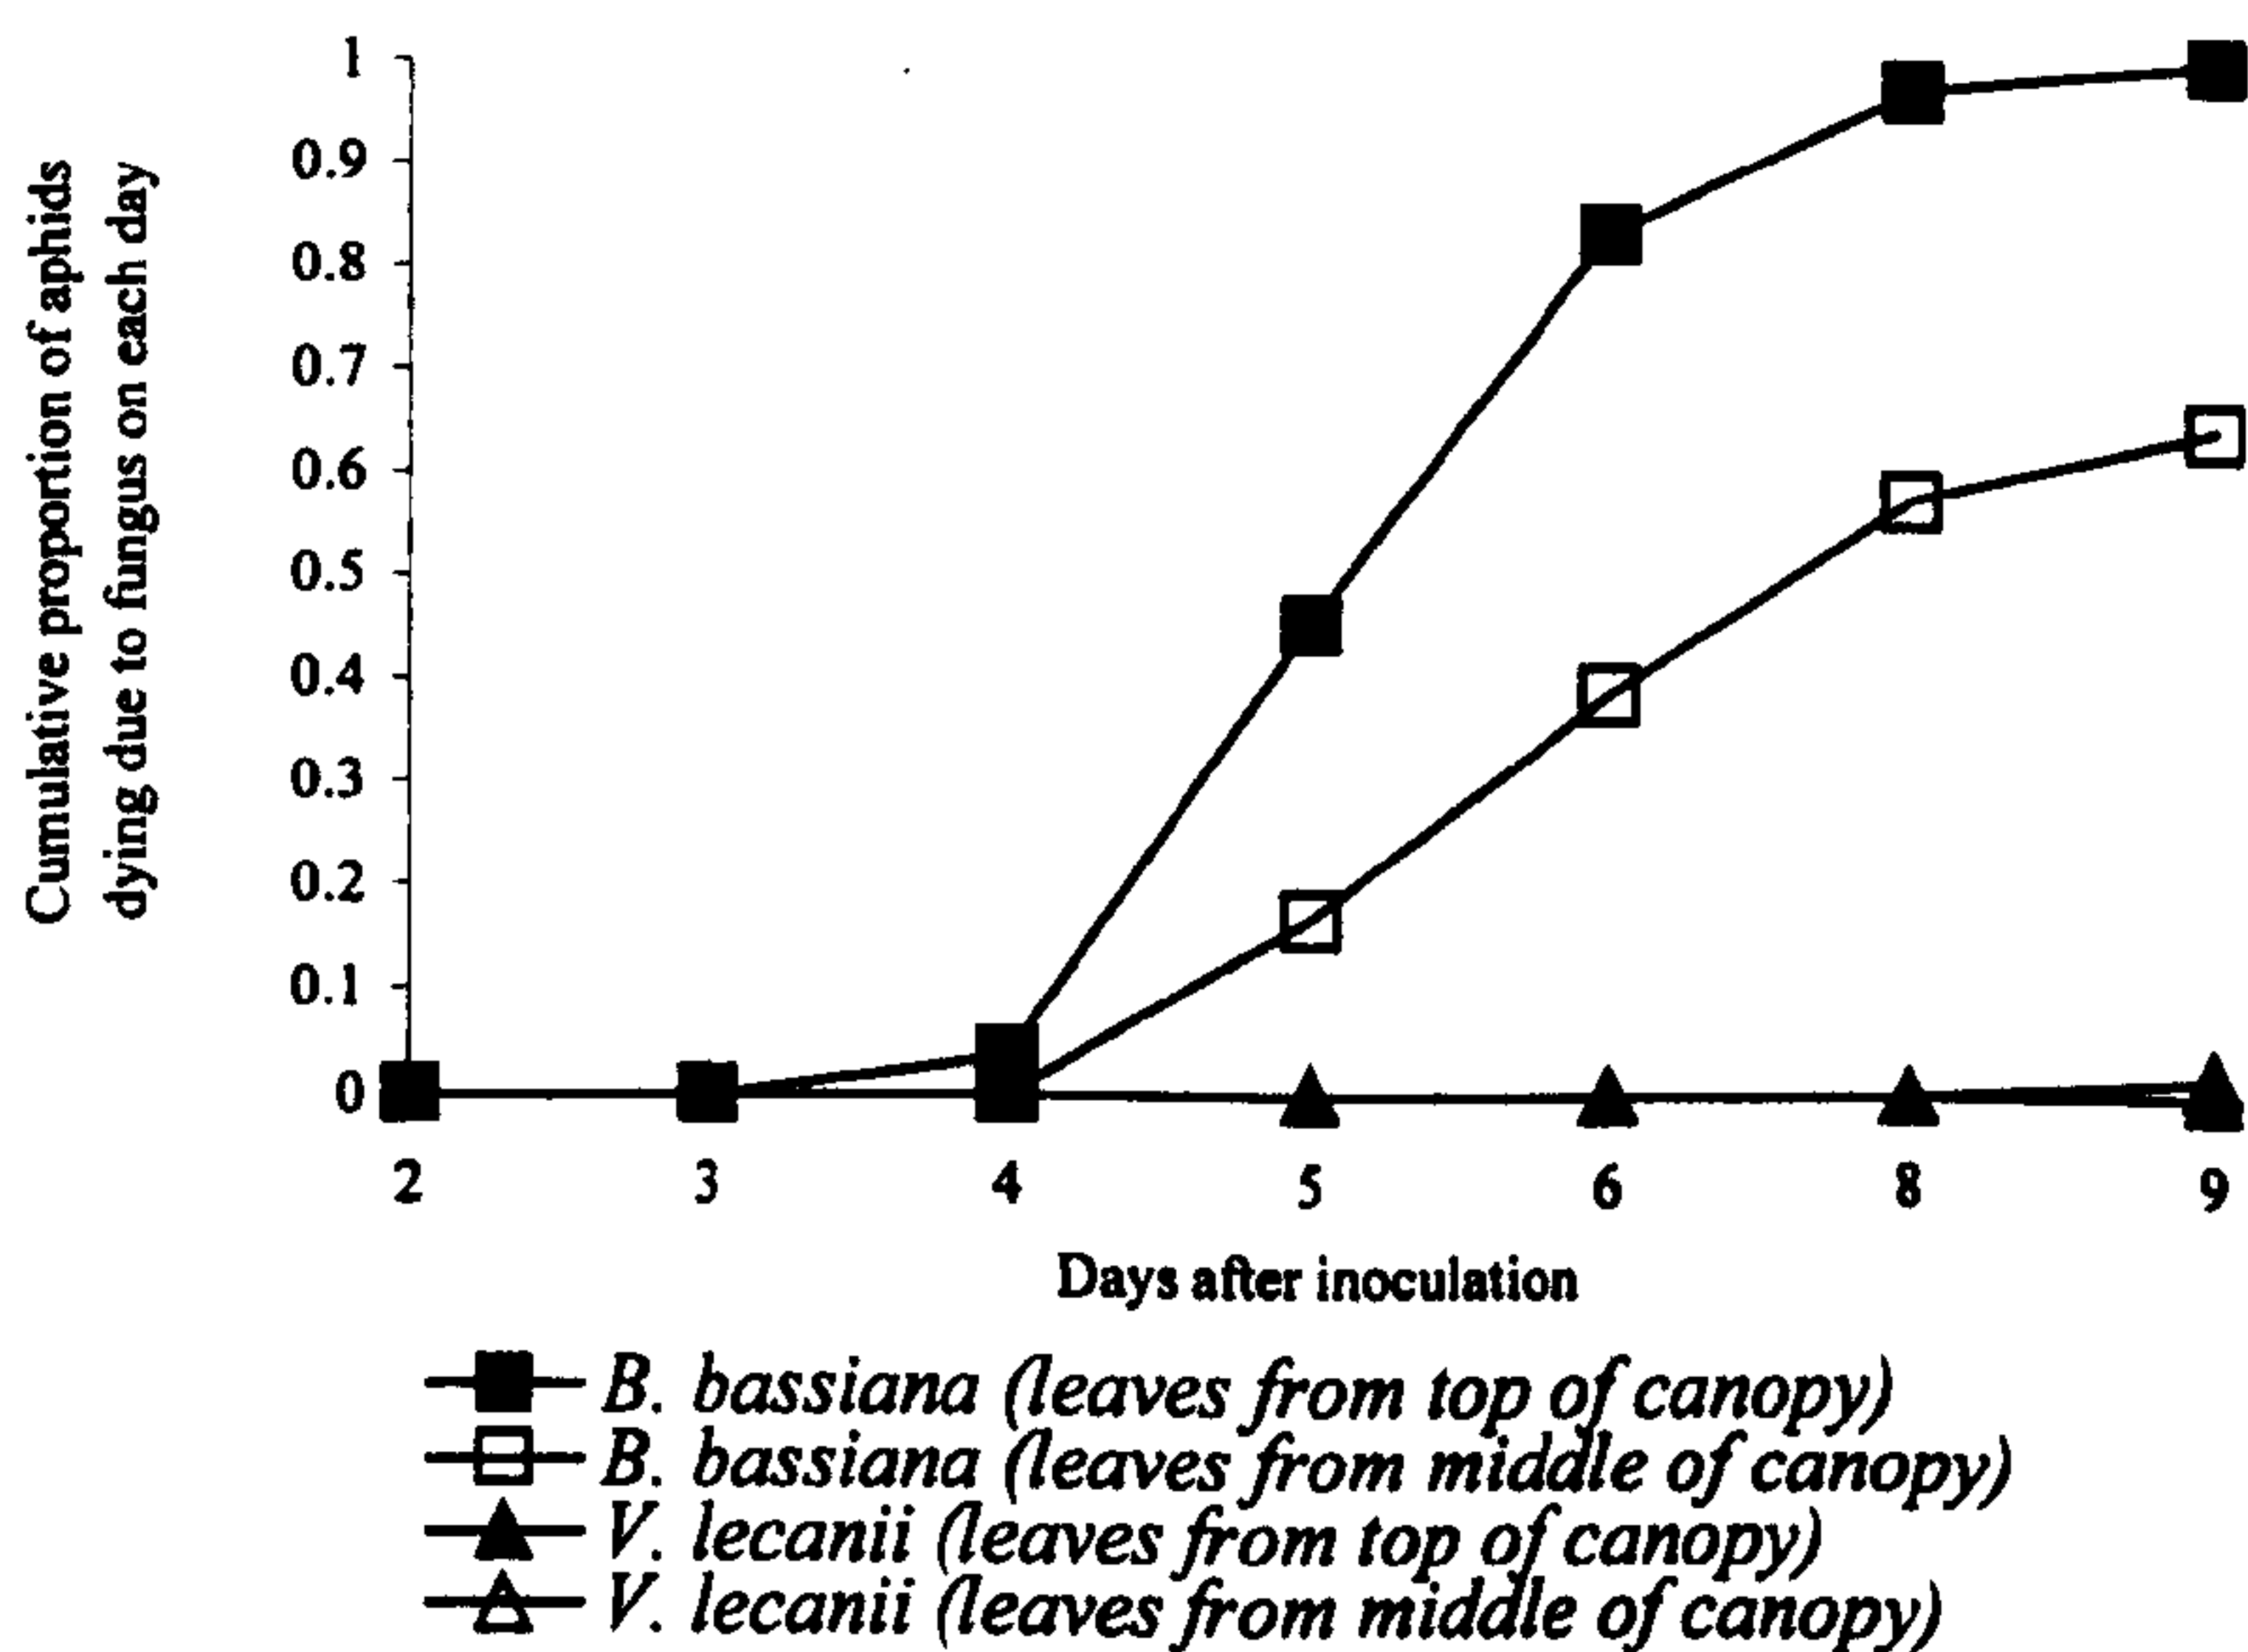 Cumulative proportion of aphids
dying due to fungus on each day
1
0.9
0.8
0.7
0.6
0.5
0.4
0.3
0.2
0.1
0
2 3 4 5 6 8 9
Days after inoculation
B. bassiana (leaves from top of canopy)
B. bassiana (leaves from middle of canopy)
V. lecanii (leaves from top of canopy)
V. lecanii (leaves from middle of canopy)